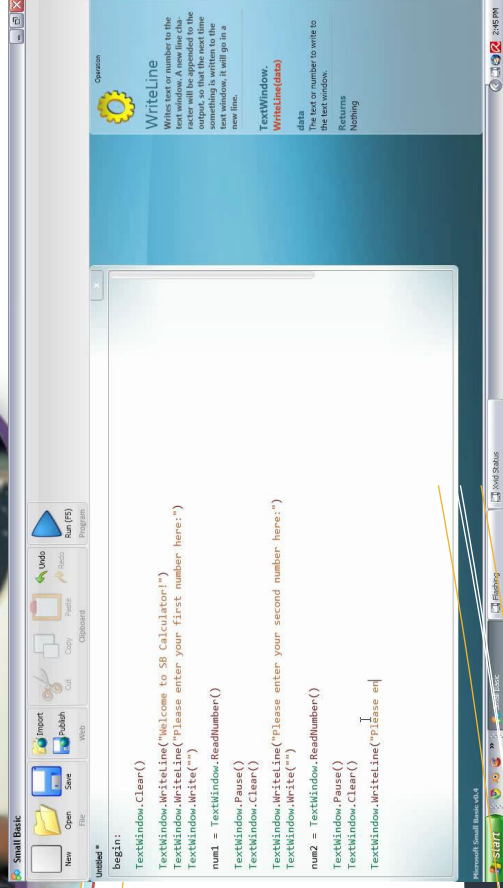 Small Basic
New
Open
Save
File
Import
Publish
Web
Cut
Copy
Paste
Undo
Redo
Clipboard
Run (F5)
Program
Untitled *
begin:
TextWindow.Clear()
TextWindow.WriteLine("Welcome to SB Calculator!")
TextWindow.WriteLine("Please enter your first number here:")
TextWindow.Write("")
num1 = TextWindow.ReadNumber()
TextWindow.Pause()
TextWindow.Clear()
TextWindow.WriteLine("Please enter your second number here:")
TextWindow.Write("")
num2 = TextWindow.ReadNumber()
TextWindow.Pause()
TextWindow.Clear()
TextWindow.WriteLine("Please en
Operation
WriteLine
Writes text or number to the
text window. A new line cha-
racter will be appended to the
output, so that the next time
something is written to the
text window, it will go in a
new line.
TextWindow.
WriteLine(data)
data
The text or number to write to
the text window.
Returns
Nothing
Microsoft Small Basic v0.4
start
»
Small Basic
Flashing
Xvid Status
2:45 PM